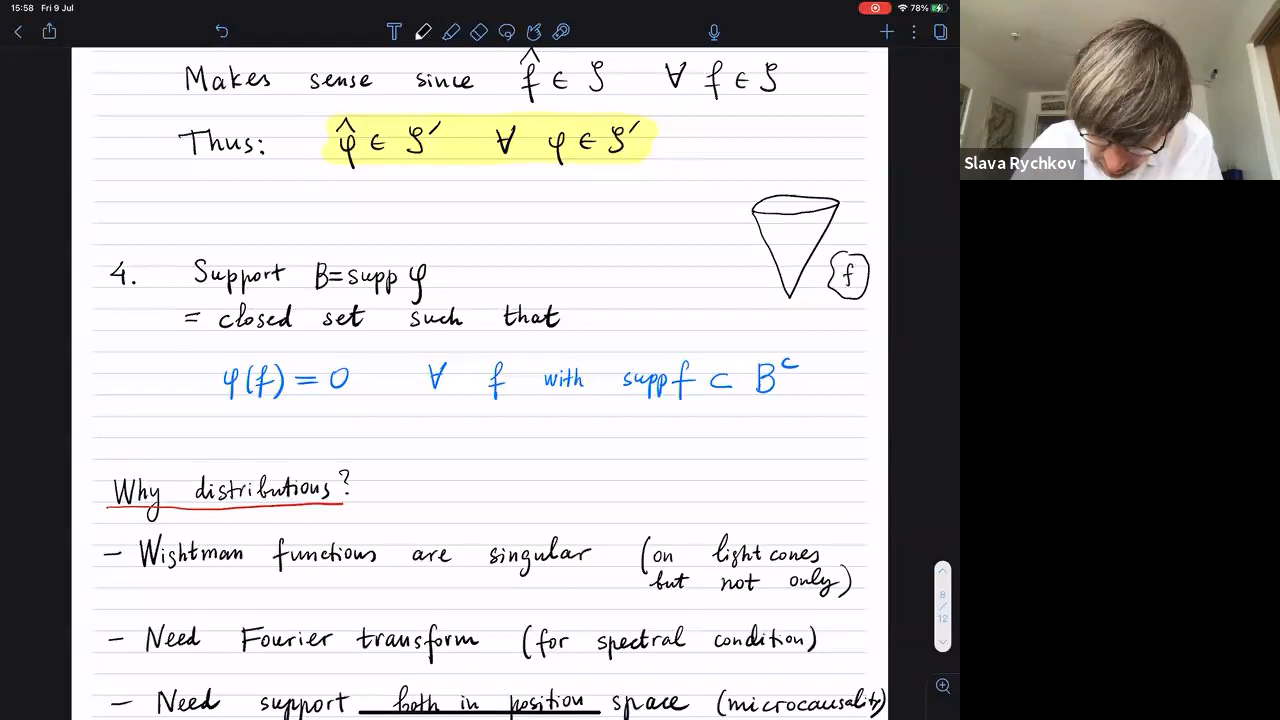 15:58 Fri 9 Jul
78%
Makes sense since f̂ ∈ S ∀ f ∈ S
Thus: φ̂ ∈ S′ ∀ φ ∈ S′
Slava Rychkov
f
4. Support B=supp φ
= closed set such that
φ(f) = 0 ∀ f with supp f ⊂ Bᶜ
Why distributions?
– Wightman functions are singular (on light cones
but not only)
– Need Fourier transform (for spectral condition)
– Need support both in position space (microcausality)
8
/
12
T